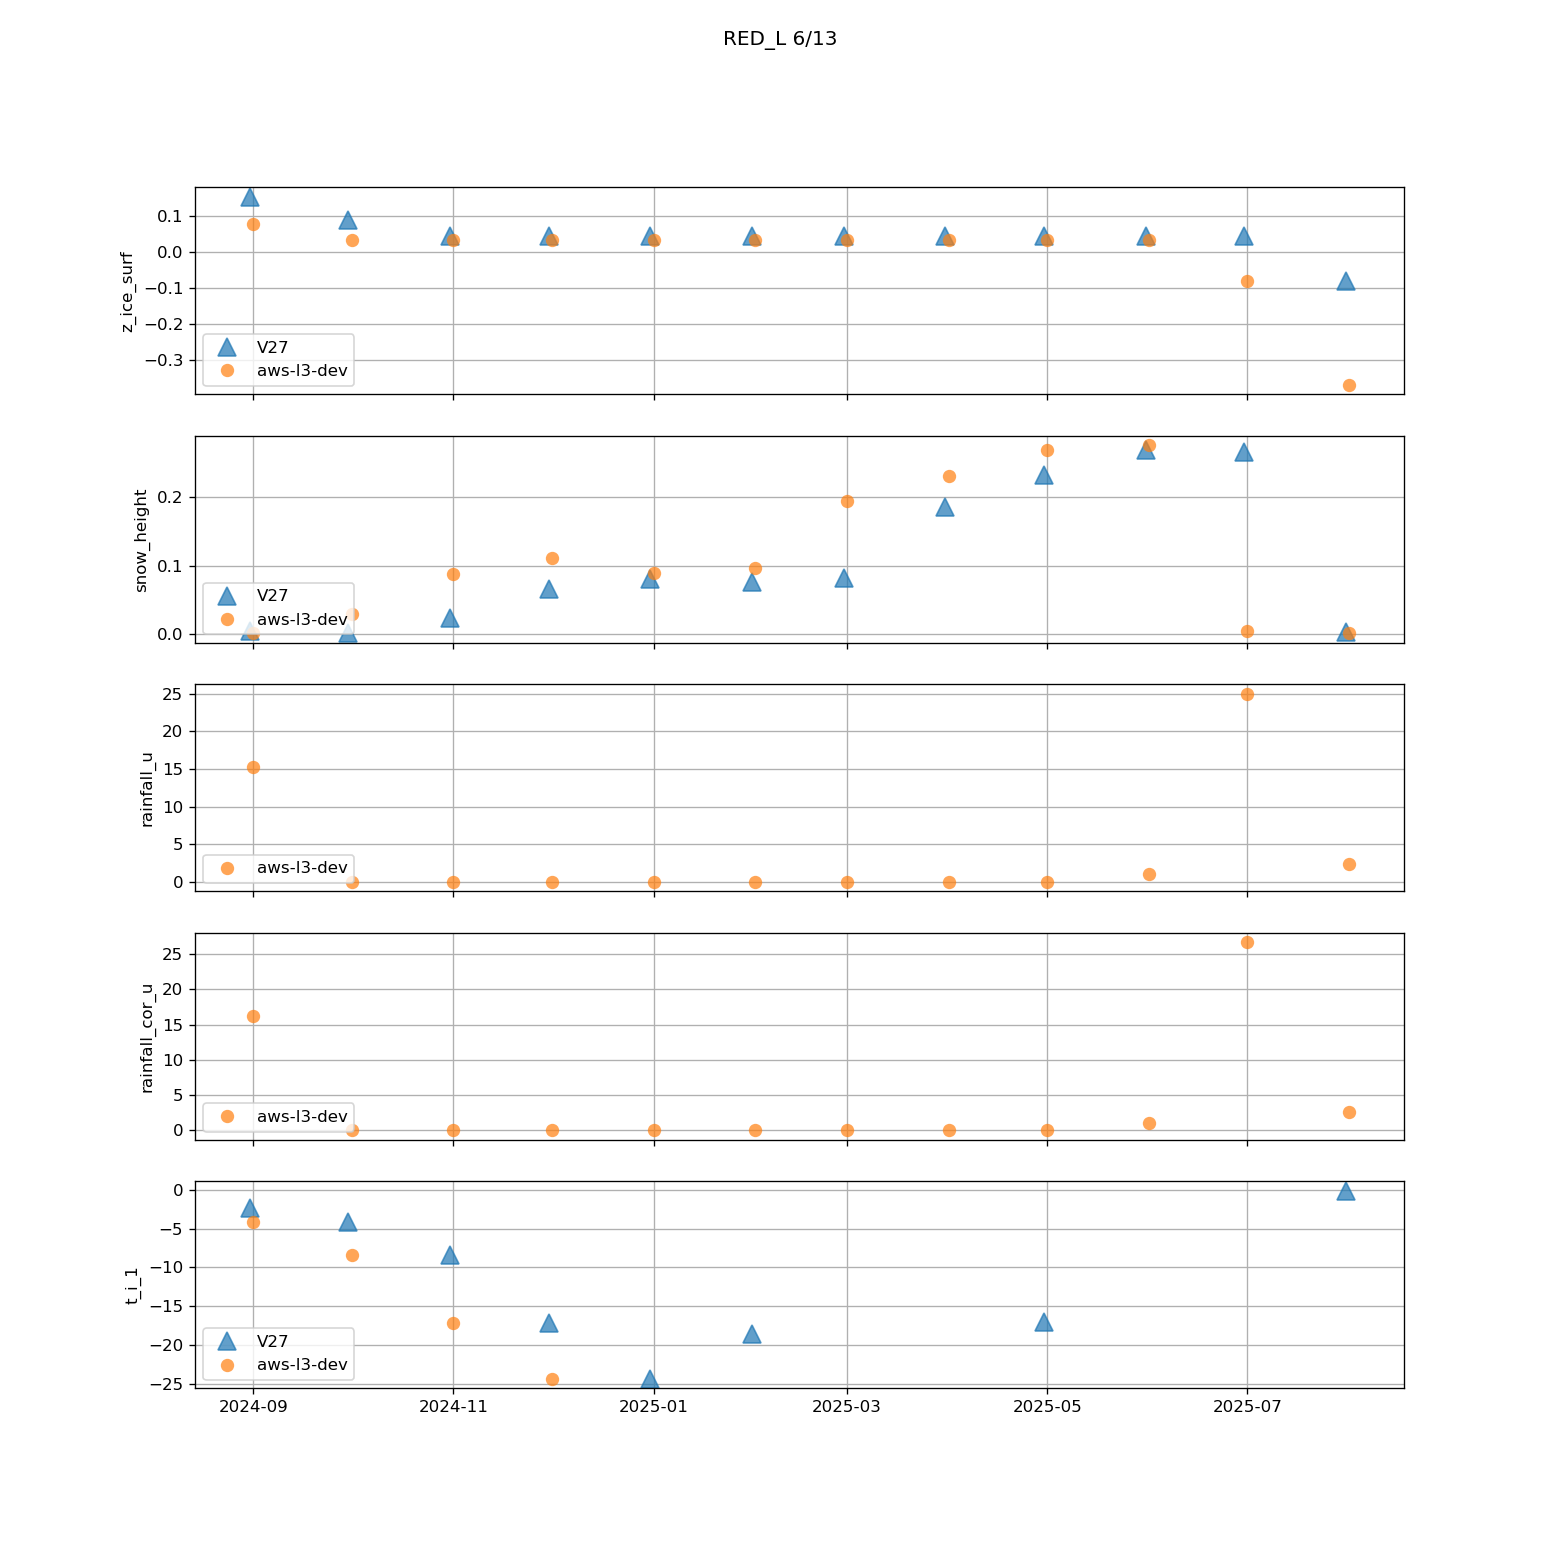 RED_L 6/13
z_ice_surf
0.1
0.0
−0.1
−0.2
−0.3
V27
aws-l3-dev
snow_height
0.2
0.1
0.0
V27
aws-l3-dev
rainfall_u
25
20
15
10
5
0
aws-l3-dev
rainfall_cor_u
25
20
15
10
5
0
aws-l3-dev
t_i_1
0
−5
−10
−15
−20
−25
V27
aws-l3-dev
2024-09 2024-11 2025-01 2025-03 2025-05 2025-07